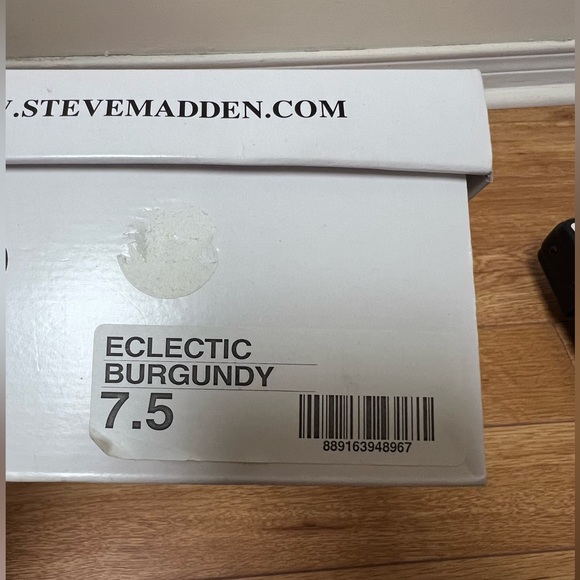 .STEVEMADDEN.COM
ECLECTIC
BURGUNDY
7.5
889163948967